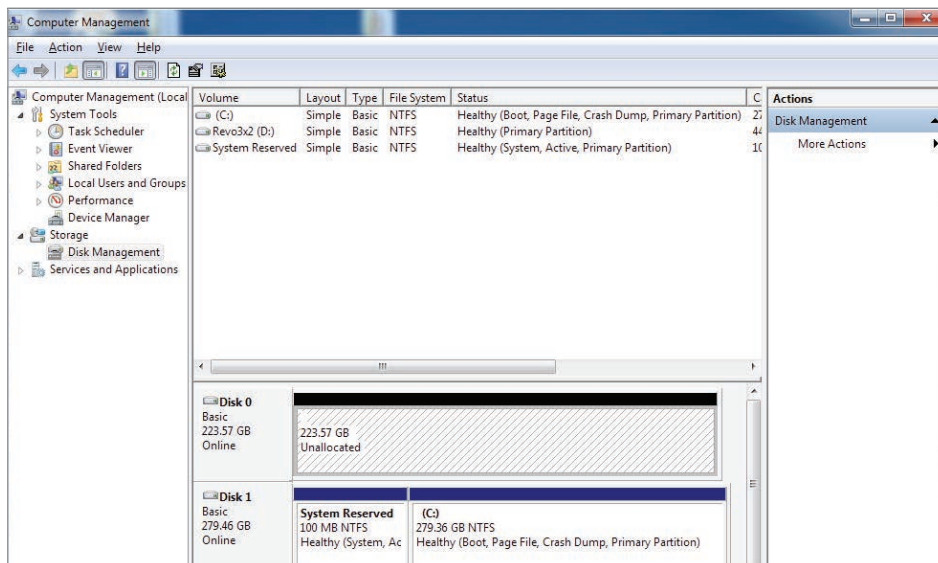 Computer Management
File Action View Help
Computer Management (Local
System Tools
Task Scheduler
Event Viewer
Shared Folders
Local Users and Groups
Performance
Device Manager
Storage
Disk Management
Services and Applications
Volume Layout Type File System Status C
(C:) Simple Basic NTFS Healthy (Boot, Page File, Crash Dump, Primary Partition) 27
Revo3x2 (D:) Simple Basic NTFS Healthy (Primary Partition) 44
System Reserved Simple Basic NTFS Healthy (System, Active, Primary Partition) 10
Actions
Disk Management
More Actions
Disk 0
Basic
223.57 GB
Online
223.57 GB
Unallocated
Disk 1
Basic
279.46 GB
Online
System Reserved
100 MB NTFS
Healthy (System, Ac
(C:)
279.36 GB NTFS
Healthy (Boot, Page File, Crash Dump, Primary Partition)